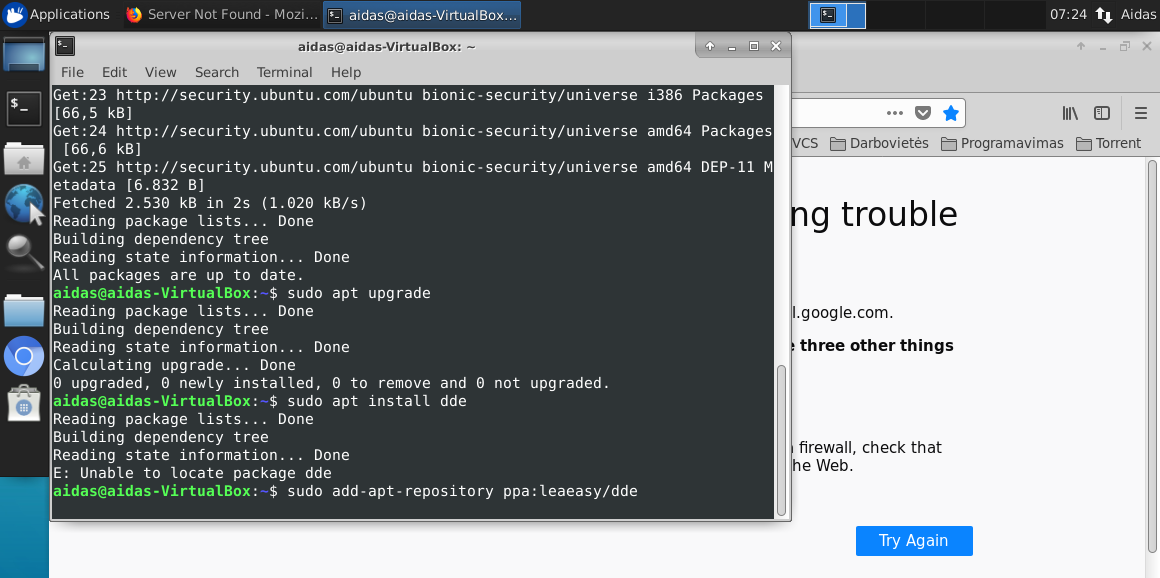 Applications
Server Not Found - Mozi...
aidas@aidas-VirtualBox...
07:24
Aidas
aidas@aidas-VirtualBox: ~
File Edit View Search Terminal Help
Get:23 http://security.ubuntu.com/ubuntu bionic-security/universe i386 Packages
[66,5 kB]
Get:24 http://security.ubuntu.com/ubuntu bionic-security/universe amd64 Packages
[66,6 kB]
Get:25 http://security.ubuntu.com/ubuntu bionic-security/universe amd64 DEP-11 M
etadata [6.832 B]
Fetched 2.530 kB in 2s (1.020 kB/s)
Reading package lists... Done
Building dependency tree
Reading state information... Done
All packages are up to date.
aidas@aidas-VirtualBox:~$ sudo apt upgrade
Reading package lists... Done
Building dependency tree
Reading state information... Done
Calculating upgrade... Done
0 upgraded, 0 newly installed, 0 to remove and 0 not upgraded.
aidas@aidas-VirtualBox:~$ sudo apt install dde
Reading package lists... Done
Building dependency tree
Reading state information... Done
E: Unable to locate package dde
aidas@aidas-VirtualBox:~$ sudo add-apt-repository ppa:leaeasy/dde
VCS Darbovietės Programavimas Torrent
ng trouble
l.google.com.
e three other things
firewall, check that
he Web.
Try Again
$_